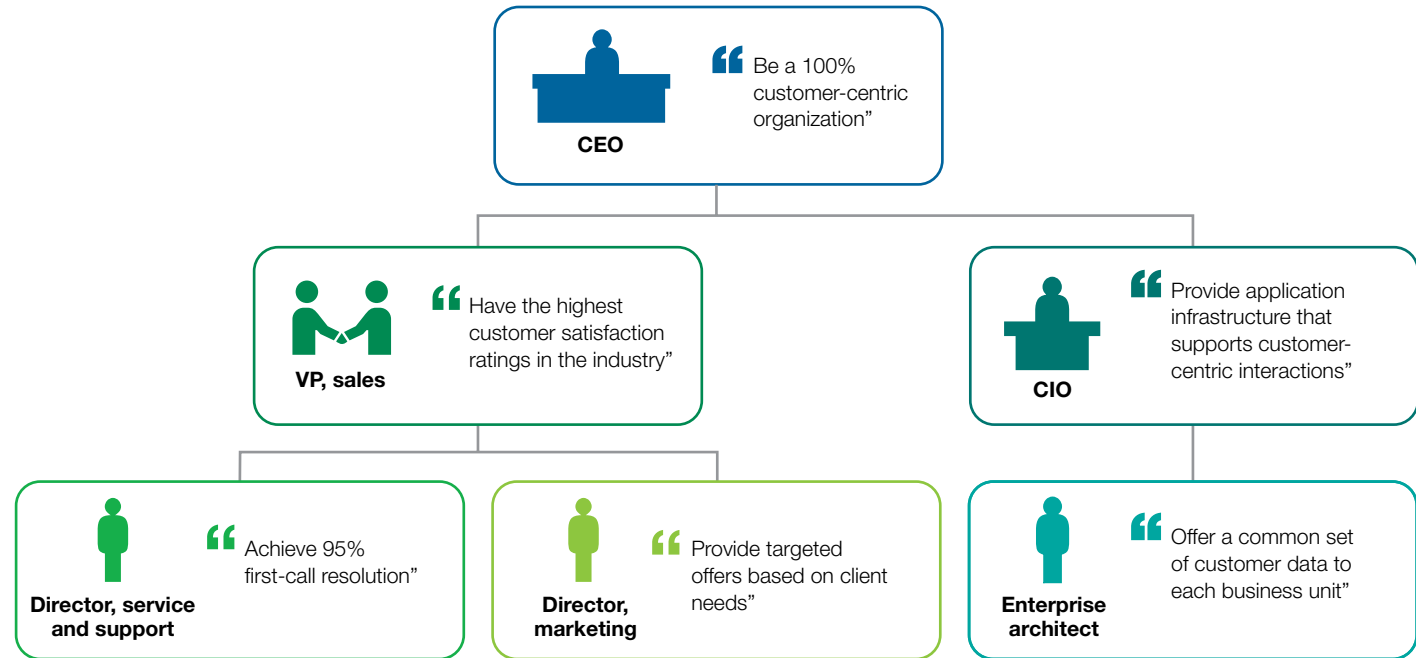 “ Be a 100%
customer-centric
organization”
CEO
“ Have the highest
customer satisfaction
ratings in the industry”
VP, sales
“ Provide application
infrastructure that
supports customer-
centric interactions”
CIO
“ Achieve 95%
first-call resolution”
Director, service
and support
“ Provide targeted
offers based on client
needs”
Director,
marketing
“ Offer a common set
of customer data to
each business unit”
Enterprise
architect